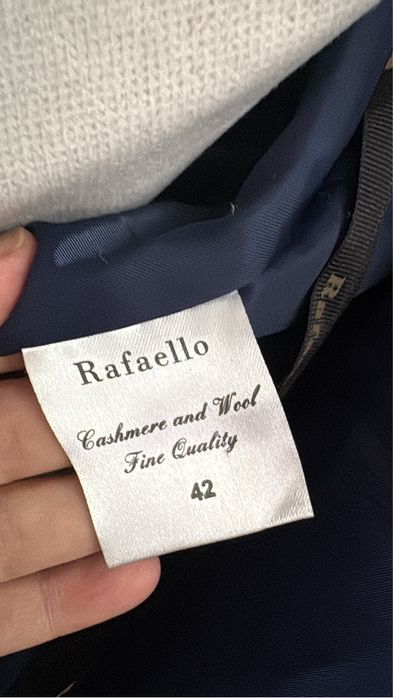 Rafaello
Cashmere and Wool
Fine Quality
42